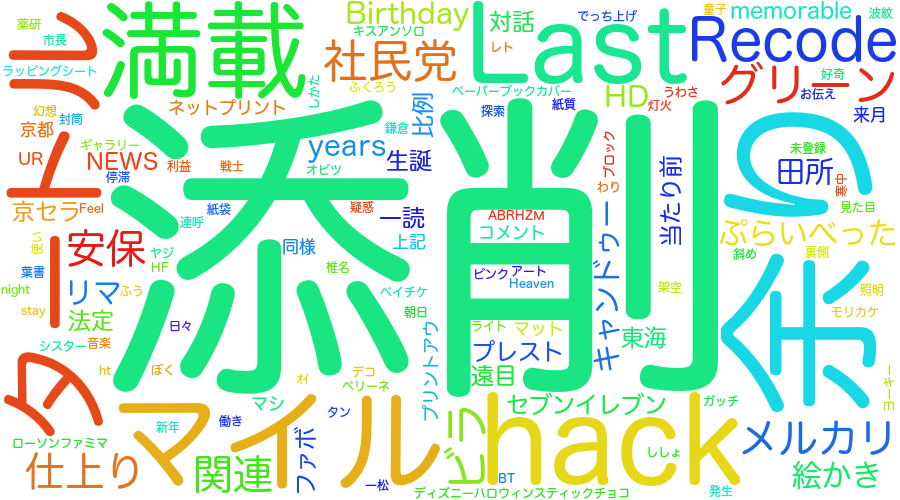 薬研
市長
ラッピングシート
幻想
封筒
京都
UR
満載
ギャラリー
NEWS
停滞
ネットプリント
利益
戦士
しかた
キスアンソロ
Birthday
社民党
ふくろう
鎌倉
比例
years
生誕
対話
レト
Last
でっち上げ
ペーパーブックカバー
探索
紙質
HD
灯火
うわさ
童子
memorable
波紋
Recode
グリーン
好奇
お伝え
来月
タートル
京セラ
Feel
安保
連呼
紙袋
オビツ
疑惑
一読
上記
添削
同様
ヤジ
HF
椎名
ベイチケ
朝日
葉書
使い
リマ
ふう
night
stay
法定
日々
シスター
音楽
ht
ぼく
ABRHZM
コメント
ピンク
アート
Heaven
ライト
マット
プレスト
遠目
ブロック
わり
キャンドゥー
当たり前
架空
東海
未登録
田所
寒中
見た目
ぷらいべった
斜め
裏側
余り
照明
モリカケ
ヨーキー
マイル
ローソンファミマ
新年
仕上り
関連
マシ
働き
ファボ
タン
ｵｲ
デコ
ペリーネ
一松
プリントアウ
ビラ
hack
セブンイレブン
ガッチ
ししょ
BT
ディズニーハロウィンスティックチョコ
メルカリ
絵かき
発生